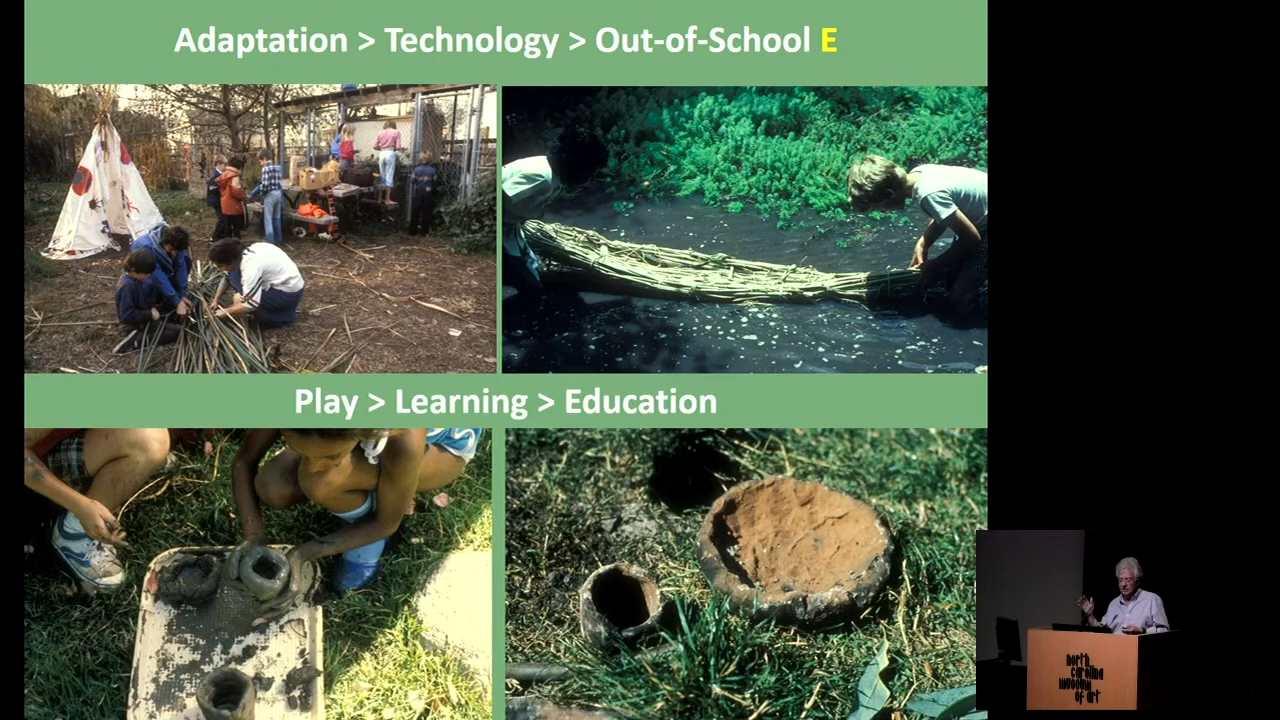 Adaptation > Technology > Out-of-School E
Play > Learning > Education
north
carolina
museum
of art